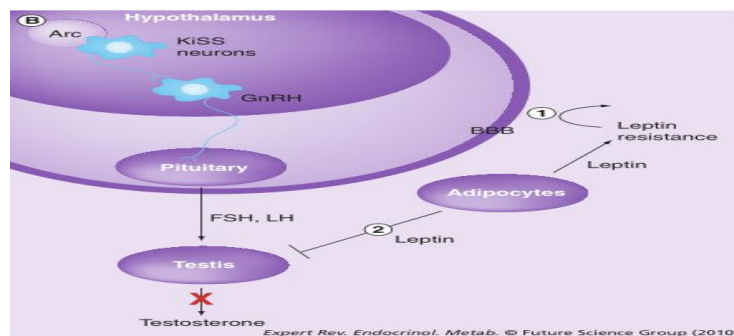 B
Hypothalamus
Arc
KiSS
neurons
GnRH
BBB
1
Leptin
resistance
Leptin
Pituitary
Adipocytes
FSH, LH
2
Leptin
Testis
Testosterone
Expert Rev. Endocrinol. Metab. © Future Science Group (2010